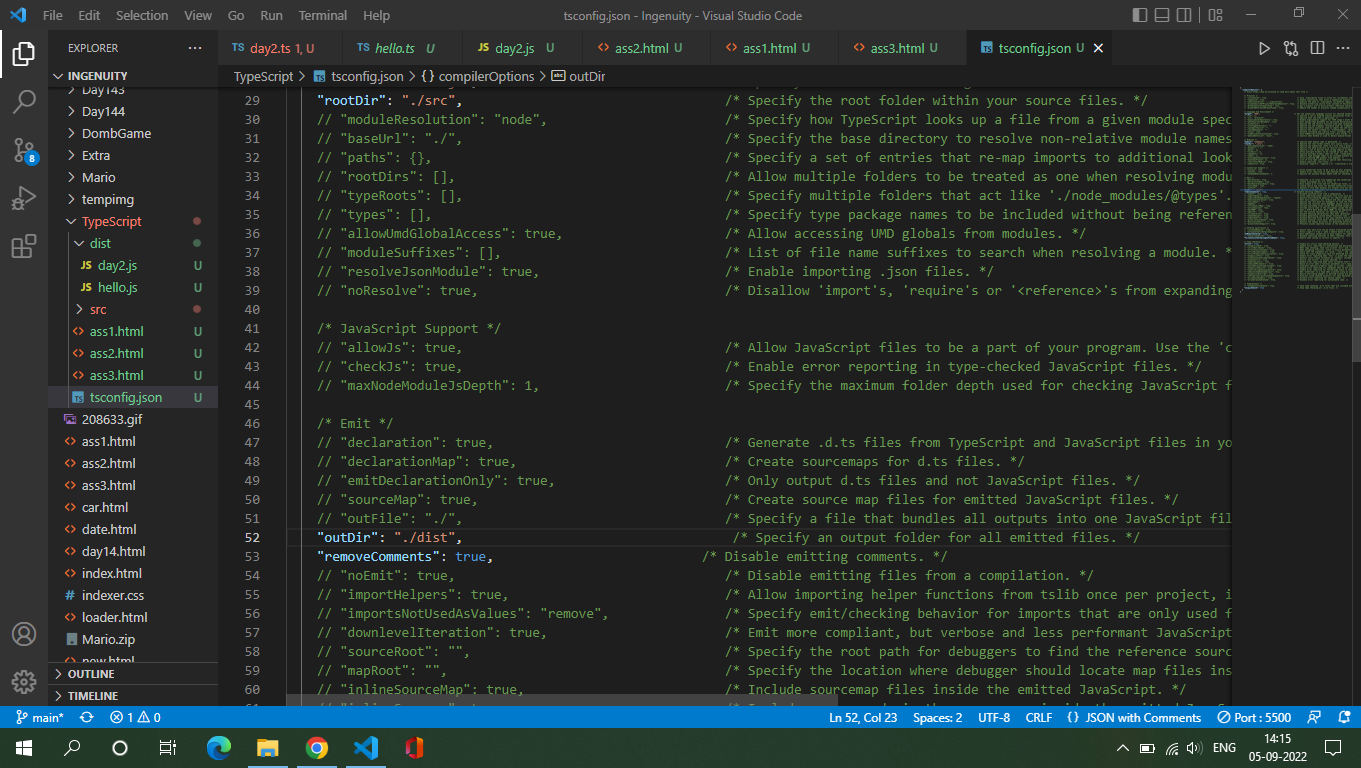 File Edit Selection View Go Run Terminal Help tsconfig.json - Ingenuity - Visual Studio Code
EXPLORER
TS day2.ts 1, U TS hello.ts U JS day2.js U <> ass2.html U <> ass1.html U <> ass3.html U TS tsconfig.json U
INGENUITY
TypeScript > tsconfig.json > {} compilerOptions > outDir
Day143
Day144
DombGame
Extra
Mario
tempimg
TypeScript
dist
JS day2.js U
JS hello.js U
src
<> ass1.html U
<> ass2.html U
<> ass3.html U
TS tsconfig.json U
208633.gif
<> ass1.html
<> ass2.html
<> ass3.html
<> car.html
<> date.html
<> day14.html
<> index.html
# indexer.css
<> loader.html
Mario.zip
<> new.html
OUTLINE
TIMELINE
29 "rootDir": "./src", /* Specify the root folder within your source files. */
30 // "moduleResolution": "node", /* Specify how TypeScript looks up a file from a given module spec
31 // "baseUrl": "./", /* Specify the base directory to resolve non-relative module names
32 // "paths": {}, /* Specify a set of entries that re-map imports to additional look
33 // "rootDirs": [], /* Allow multiple folders to be treated as one when resolving modu
34 // "typeRoots": [], /* Specify multiple folders that act like './node_modules/@types'.
35 // "types": [], /* Specify type package names to be included without being referen
36 // "allowUmdGlobalAccess": true, /* Allow accessing UMD globals from modules. */
37 // "moduleSuffixes": [], /* List of file name suffixes to search when resolving a module. *
38 // "resolveJsonModule": true, /* Enable importing .json files. */
39 // "noResolve": true, /* Disallow 'import's, 'require's or '<reference>'s from expanding
40
41 /* JavaScript Support */
42 // "allowJs": true, /* Allow JavaScript files to be a part of your program. Use the 'c
43 // "checkJs": true, /* Enable error reporting in type-checked JavaScript files. */
44 // "maxNodeModuleJsDepth": 1, /* Specify the maximum folder depth used for checking JavaScript f
45
46 /* Emit */
47 // "declaration": true, /* Generate .d.ts files from TypeScript and JavaScript files in yo
48 // "declarationMap": true, /* Create sourcemaps for d.ts files. */
49 // "emitDeclarationOnly": true, /* Only output d.ts files and not JavaScript files. */
50 // "sourceMap": true, /* Create source map files for emitted JavaScript files. */
51 // "outFile": "./", /* Specify a file that bundles all outputs into one JavaScript fil
52 "outDir": "./dist", /* Specify an output folder for all emitted files. */
53 "removeComments": true, /* Disable emitting comments. */
54 // "noEmit": true, /* Disable emitting files from a compilation. */
55 // "importHelpers": true, /* Allow importing helper functions from tslib once per project, i
56 // "importsNotUsedAsValues": "remove", /* Specify emit/checking behavior for imports that are only used f
57 // "downlevelIteration": true, /* Emit more compliant, but verbose and less performant JavaScript
58 // "sourceRoot": "", /* Specify the root path for debuggers to find the reference sourc
59 // "mapRoot": "", /* Specify the location where debugger should locate map files ins
60 // "inlineSourceMap": true, /* Include sourcemap files inside the emitted JavaScript. */
8
main* 1 0 Ln 52, Col 23 Spaces: 2 UTF-8 CRLF {} JSON with Comments Port : 5500
ENG 14:15
05-09-2022